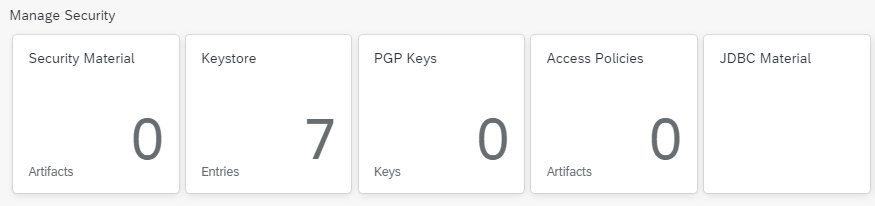 Manage Security
Security Material
0
Artifacts
Keystore
7
Entries
PGP Keys
0
Keys
Access Policies
0
Artifacts
JDBC Material